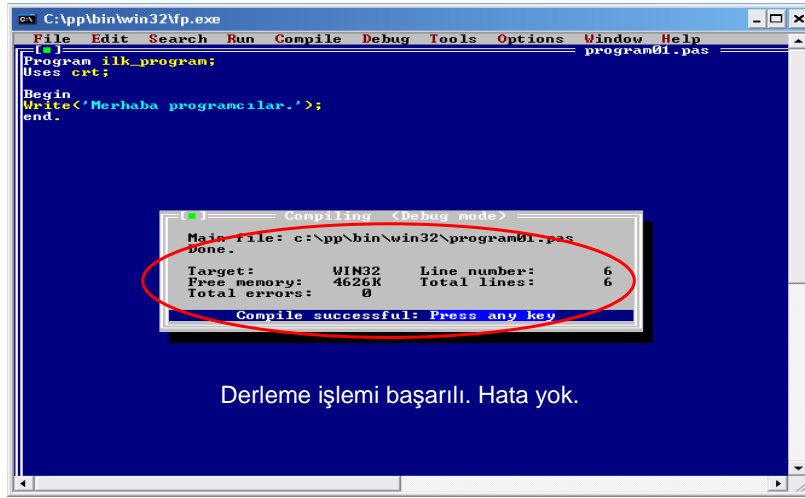 C:\pp\bin\win32\fp.exe
File Edit Search Run Compile Debug Tools Options Window Help
program01.pas
Program ilk_program;
Uses crt;
Begin
Write('Merhaba programcılar.');
end.
Compiling (Debug mode)
Main file: c:\pp\bin\win32\program01.pas
Done.
Target: WIN32 Line number: 6
Free memory: 4626K Total lines: 6
Total errors: 0
Compile successful: Press any key
Derleme işlemi başarılı. Hata yok.